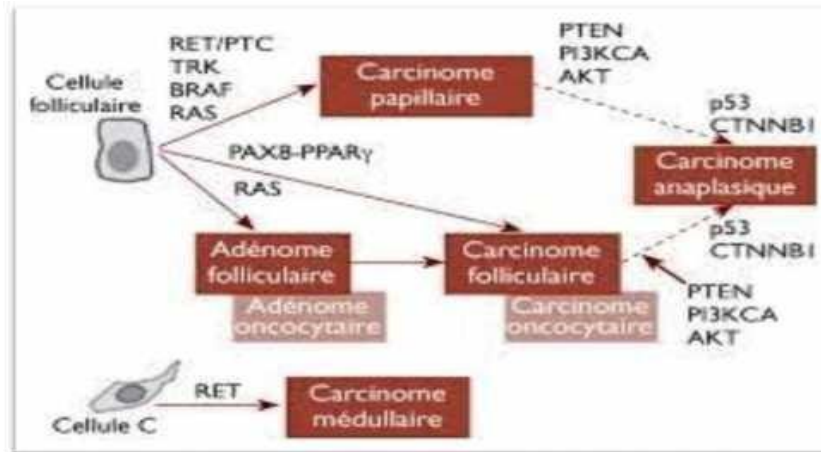 RET/PTC
TRK
BRAF
RAS
Cellule
folliculaire
Carcinome
papillaire
PTEN
PI3KCA
AKT
p53
CTNNB1
Carcinome
anaplasique
PAX8-PPARγ
RAS
Adénome
folliculaire
Carcinome
folliculaire
p53
CTNNB1
Adénome
oncocytaire
Carcinome
oncocytaire
PTEN
PI3KCA
AKT
Cellule C
RET
Carcinome
médullaire